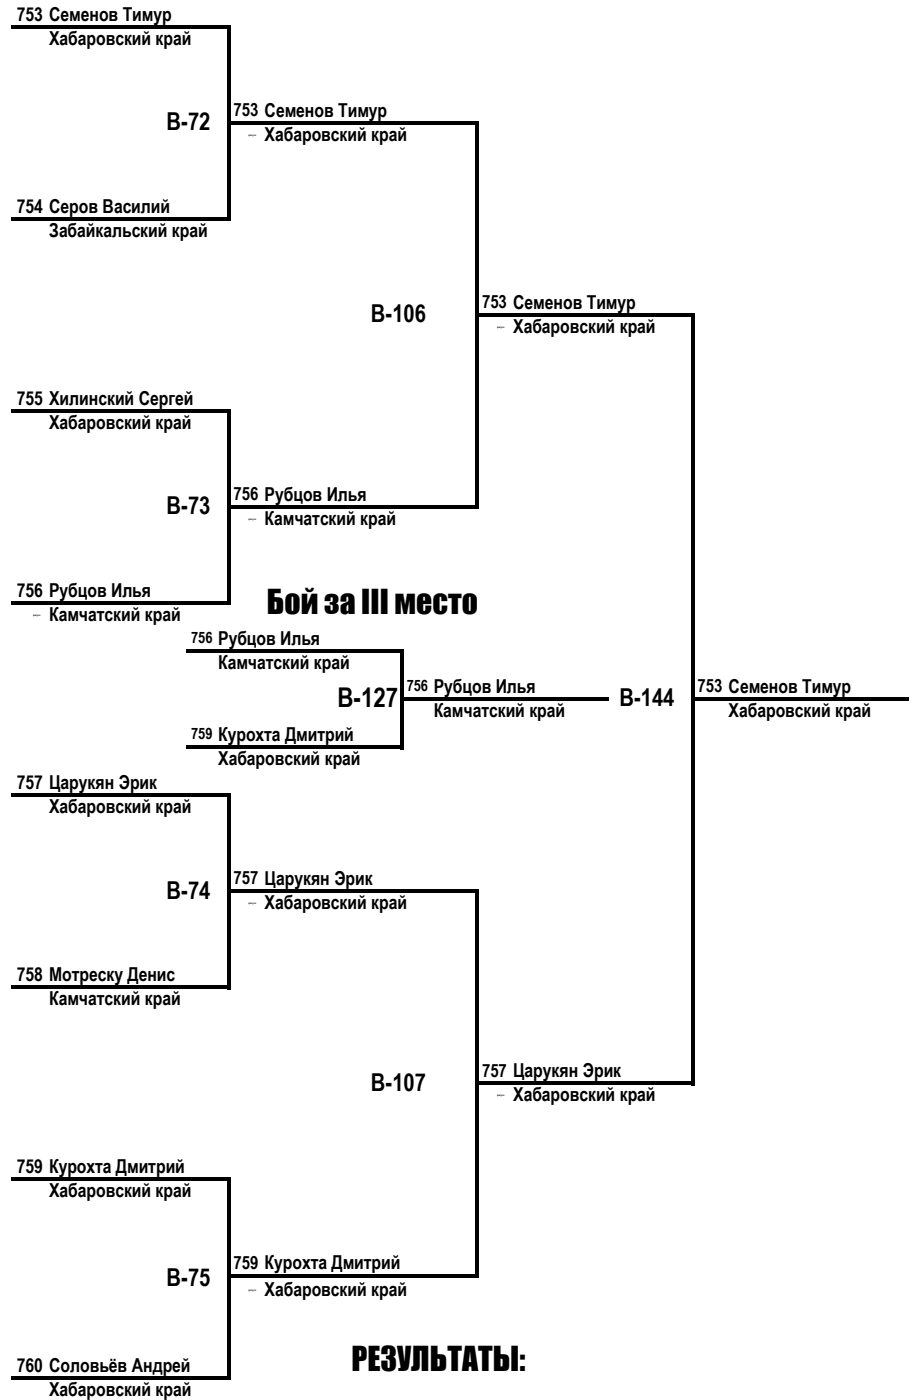 753 Семенов Тимур
Хабаровский край
B-72
753 Семенов Тимур
– Хабаровский край
754 Серов Василий
Забайкальский край
B-106
753 Семенов Тимур
– Хабаровский край
755 Хилинский Сергей
Хабаровский край
B-73
756 Рубцов Илья
– Камчатский край
756 Рубцов Илья
– Камчатский край
Бой за III место
756 Рубцов Илья
Камчатский край
B-127
756 Рубцов Илья
Камчатский край
B-144
753 Семенов Тимур
Хабаровский край
759 Курохта Дмитрий
Хабаровский край
757 Царукян Эрик
Хабаровский край
B-74
757 Царукян Эрик
– Хабаровский край
758 Мотреску Денис
Камчатский край
B-107
757 Царукян Эрик
– Хабаровский край
759 Курохта Дмитрий
Хабаровский край
B-75
759 Курохта Дмитрий
– Хабаровский край
760 Соловьёв Андрей
Хабаровский край
РЕЗУЛЬТАТЫ: